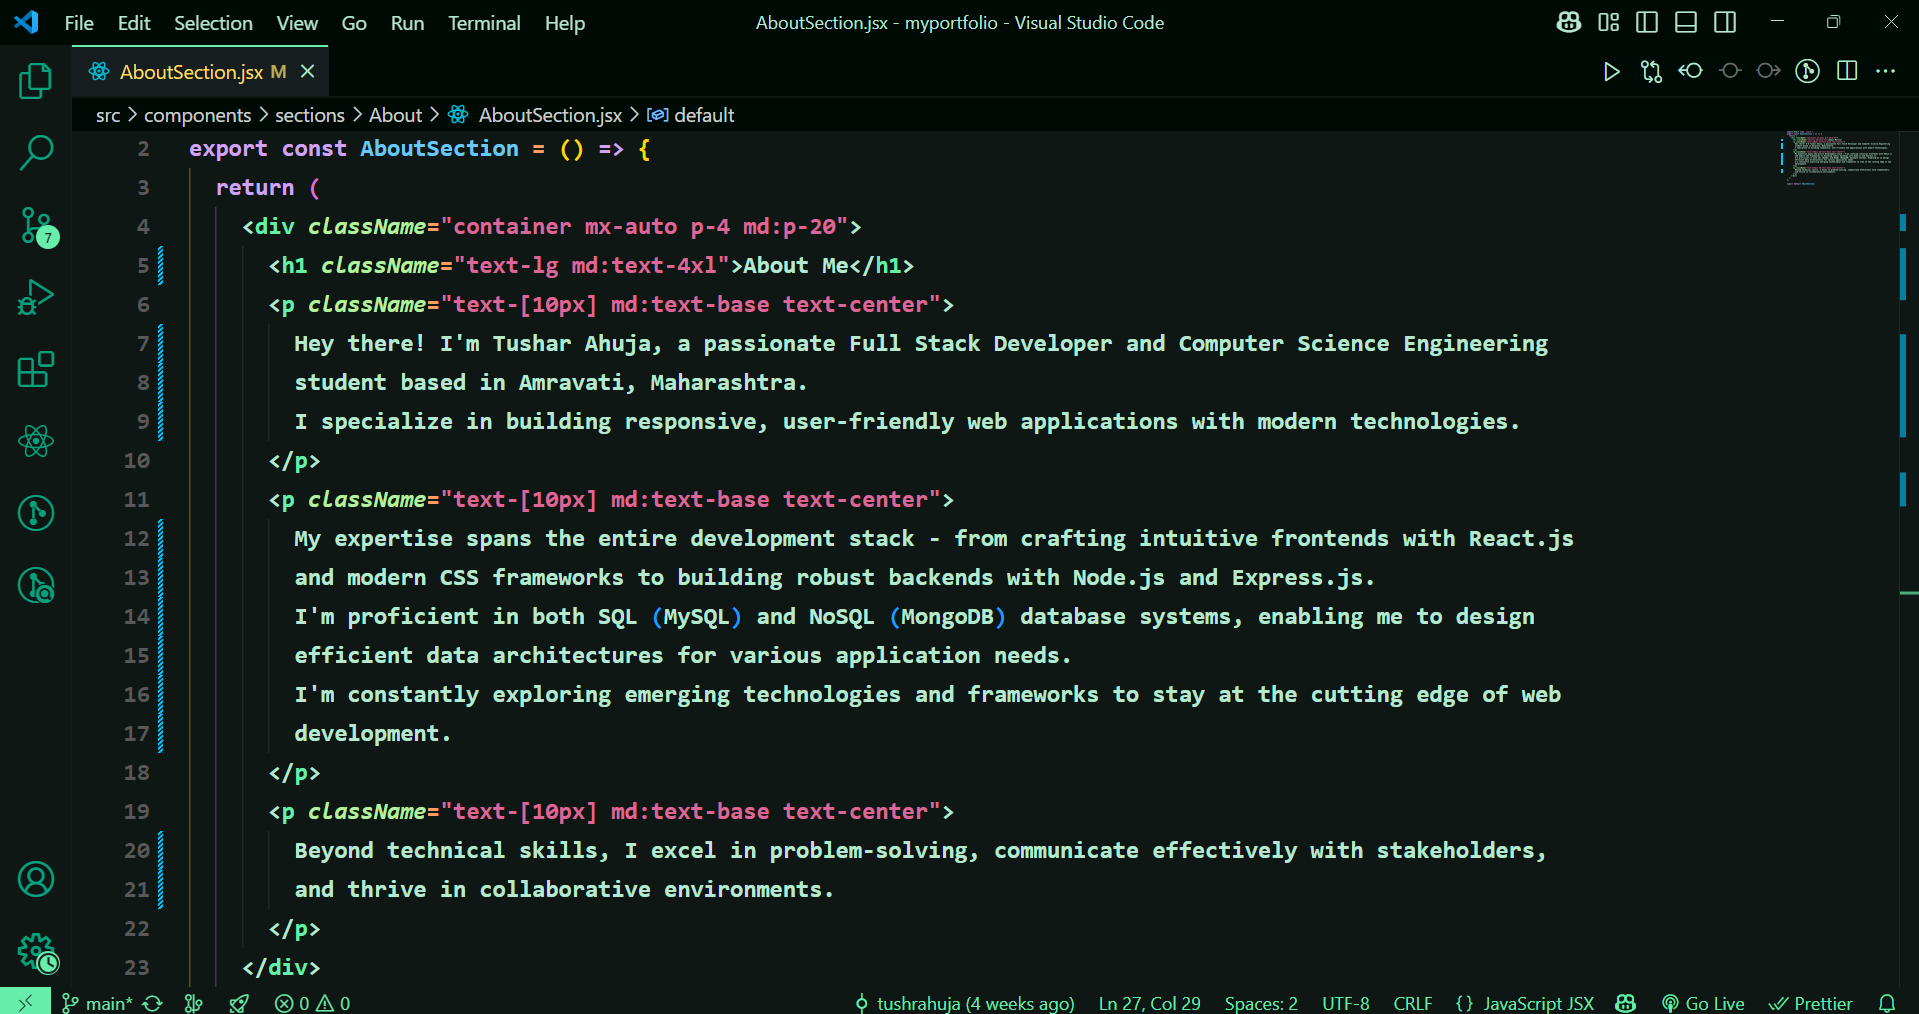 File Edit Selection View Go Run Terminal Help AboutSection.jsx - myportfolio - Visual Studio Code
AboutSection.jsx M
src > components > sections > About > AboutSection.jsx > default
2 export const AboutSection = () => {
3 return (
4 <div className="container mx-auto p-4 md:p-20">
5 <h1 className="text-lg md:text-4xl">About Me</h1>
6 <p className="text-[10px] md:text-base text-center">
7 Hey there! I'm Tushar Ahuja, a passionate Full Stack Developer and Computer Science Engineering
8 student based in Amravati, Maharashtra.
9 I specialize in building responsive, user-friendly web applications with modern technologies.
10 </p>
11 <p className="text-[10px] md:text-base text-center">
12 My expertise spans the entire development stack - from crafting intuitive frontends with React.js
13 and modern CSS frameworks to building robust backends with Node.js and Express.js.
14 I'm proficient in both SQL (MySQL) and NoSQL (MongoDB) database systems, enabling me to design
15 efficient data architectures for various application needs.
16 I'm constantly exploring emerging technologies and frameworks to stay at the cutting edge of web
17 development.
18 </p>
19 <p className="text-[10px] md:text-base text-center">
20 Beyond technical skills, I excel in problem-solving, communicate effectively with stakeholders,
21 and thrive in collaborative environments.
22 </p>
23 </div>
7
main* 0 0 tushrahuja (4 weeks ago) Ln 27, Col 29 Spaces: 2 UTF-8 CRLF {} JavaScript JSX Go Live Prettier